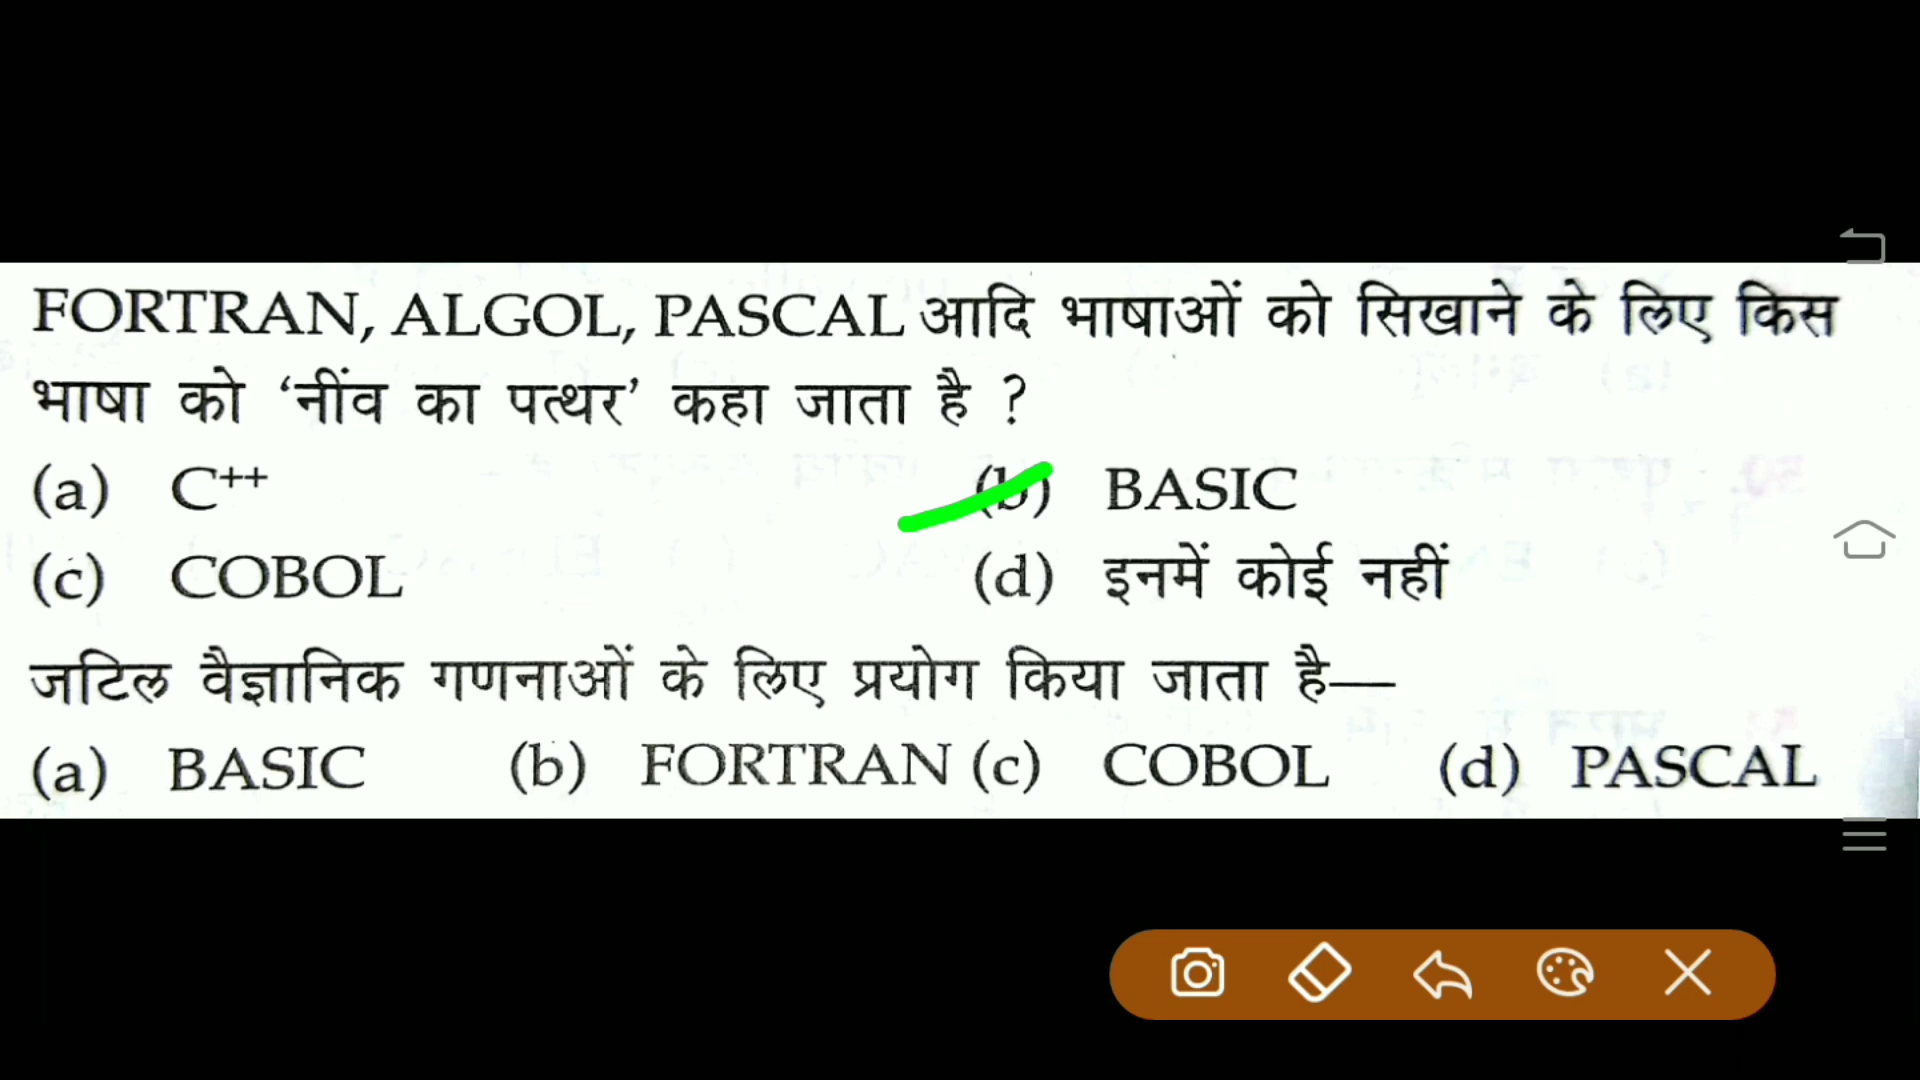 FORTRAN, ALGOL, PASCAL आदि भाषाओं को सिखाने के लिए किस
भाषा को ‘नींव का पत्थर’ कहा जाता है ?
(a) C++ (b) BASIC
(c) COBOL (d) इनमें कोई नहीं
जटिल वैज्ञानिक गणनाओं के लिए प्रयोग किया जाता है—
(a) BASIC (b) FORTRAN (c) COBOL (d) PASCAL